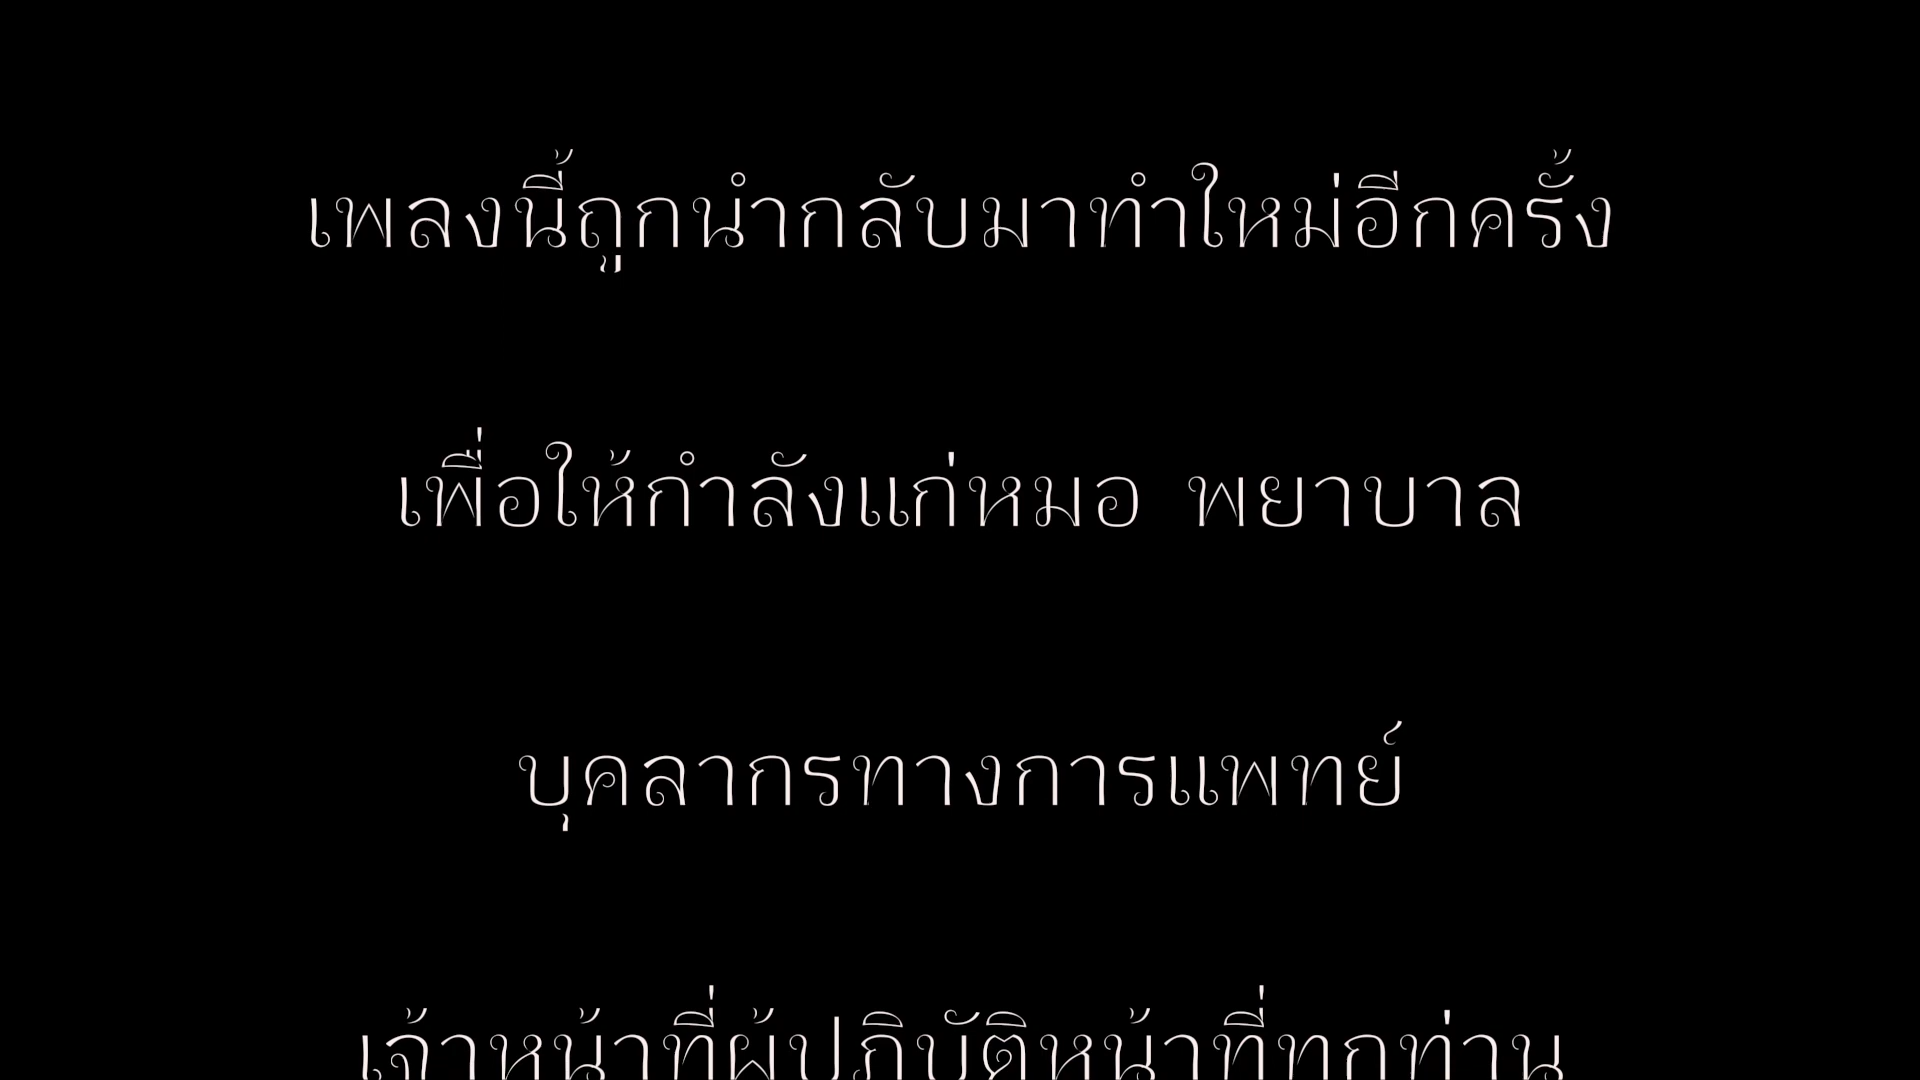 เพลงนี้ถูกนำกลับมาทำใหม่อีกครั้ง
เพื่อให้กำลังแก่หมอ พยาบาล
บุคลากรทางการแพทย์
เจ้าหน้าที่ผู้ปฏิบัติหน้าที่ทุกท่าน